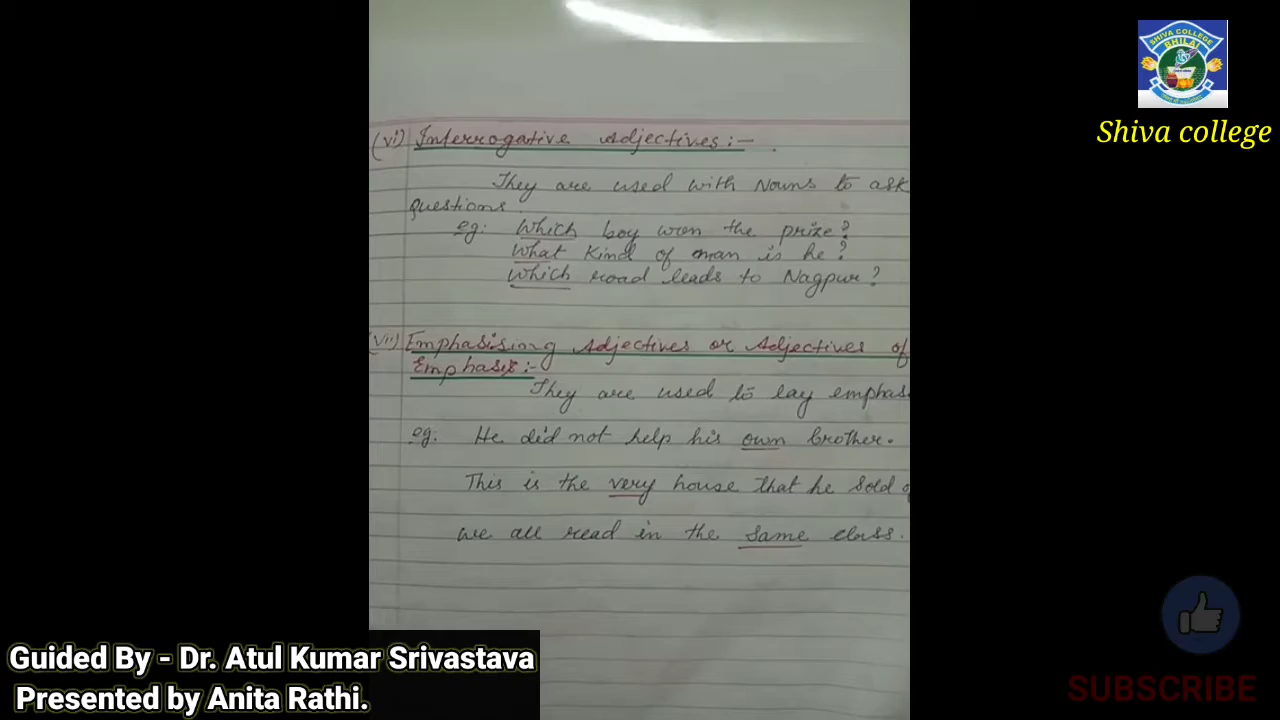 SHIVA COLLEGE
BHILAI
Shiva college
(vi) Interrogative Adjectives:-
They are used with Nouns to ask
questions.
eg: Which boy won the prize?
What kind of man is he?
Which road leads to Nagpur?
(vii) Emphasising Adjectives or Adjectives of
Emphasis:-
They are used to lay emphas
eg. He did not help his own brother.
This is the very house that he sold
we all read in the same class.
Guided By - Dr. Atul Kumar Srivastava
Presented by Anita Rathi.
SUBSCRIBE